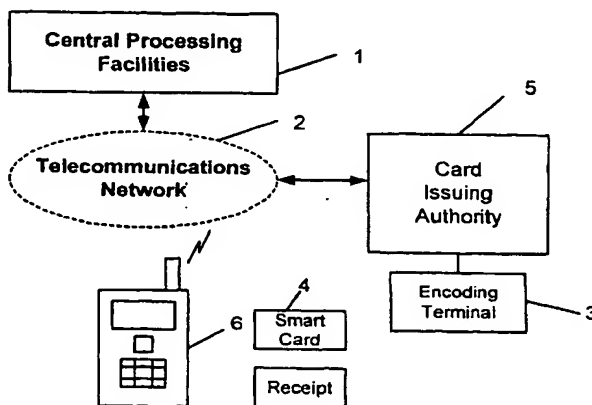 Central Processing
Facilities
1
5
2
Telecommunications
Network
Card
Issuing
Authority
4
6
Smart
Card
Encoding
Terminal
3
Receipt